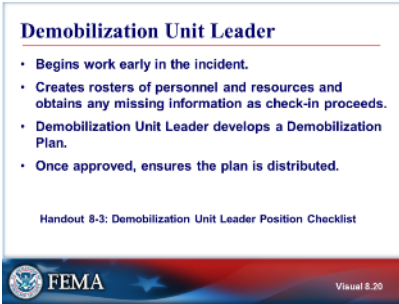 Demobilization Unit Leader
• Begins work early in the incident.
• Creates rosters of personnel and resources and
obtains any missing information as check-in proceeds.
• Demobilization Unit Leader develops a Demobilization
Plan.
• Once approved, ensures the plan is distributed.
Handout 8-3: Demobilization Unit Leader Position Checklist
FEMA
Visual 8.20